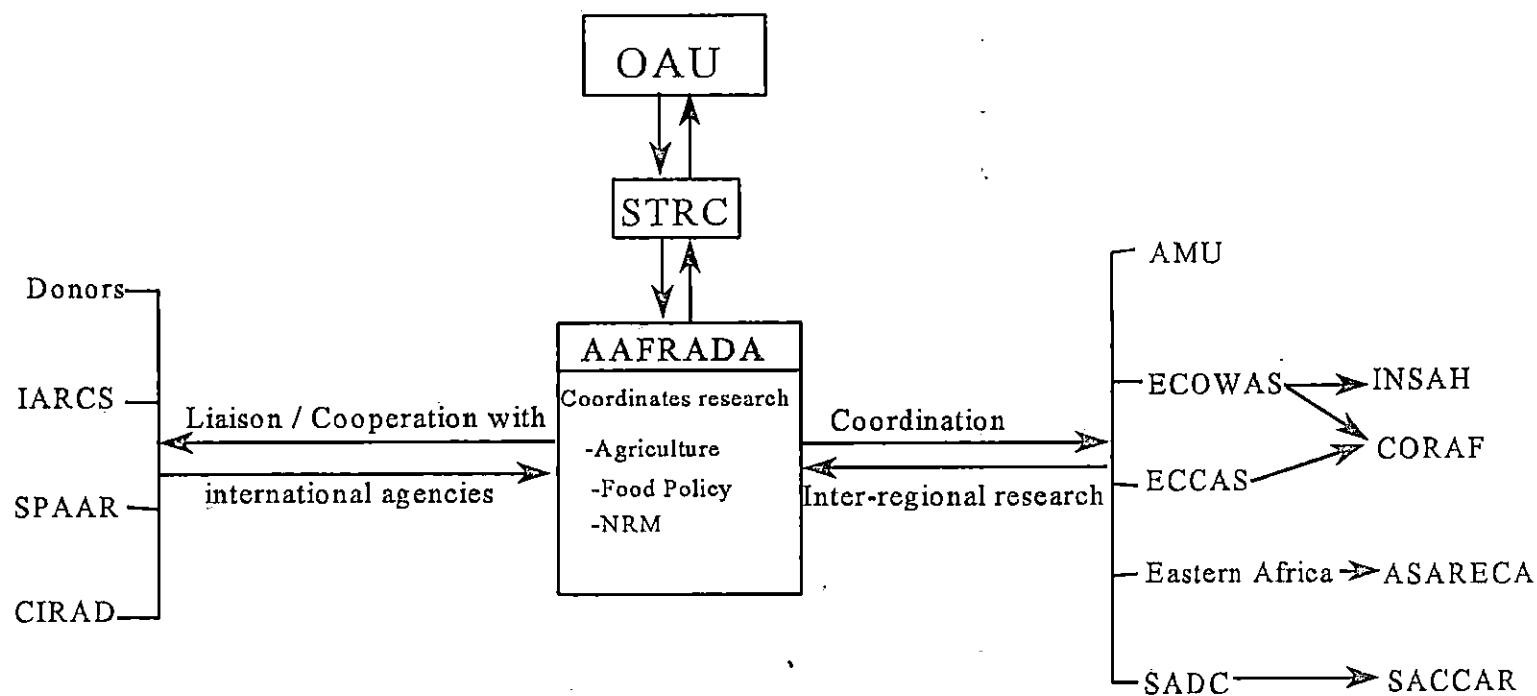 OAU
STRC
Donors
IARCS
SPAAR
CIRAD
Liaison / Cooperation with
international agencies
AAFRADA
Coordinates research
-Agriculture
-Food Policy
-NRM
Coordination
Inter-regional research
AMU
ECOWAS
INSAH
CORAF
ECCAS
Eastern Africa
ASARECA
SADC
SACCAR